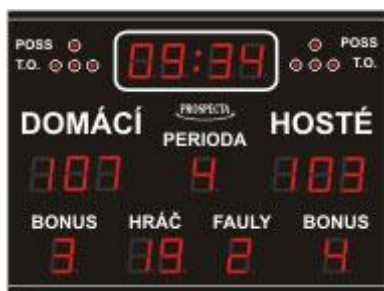 POSS 09:34 POSS
T.O. T.O.
DOMÁCÍ PROSPECTA HOSTÉ
PERIODA
107 4 103
BONUS HRÁČ FAULY BONUS
3 19 2 4